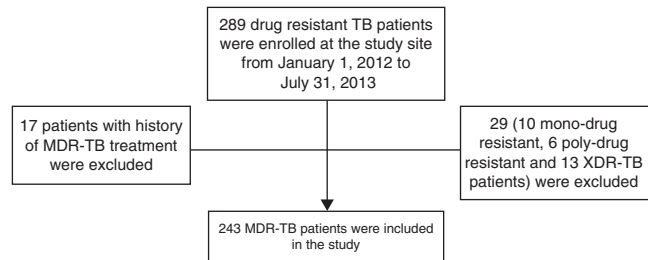 289 drug resistant TB patients
were enrolled at the study site
from January 1, 2012 to
July 31, 2013
17 patients with history
of MDR-TB treatment
were excluded
29 (10 mono-drug
resistant, 6 poly-drug
resistant and 13 XDR-TB
patients) were excluded
243 MDR-TB patients were included
in the study